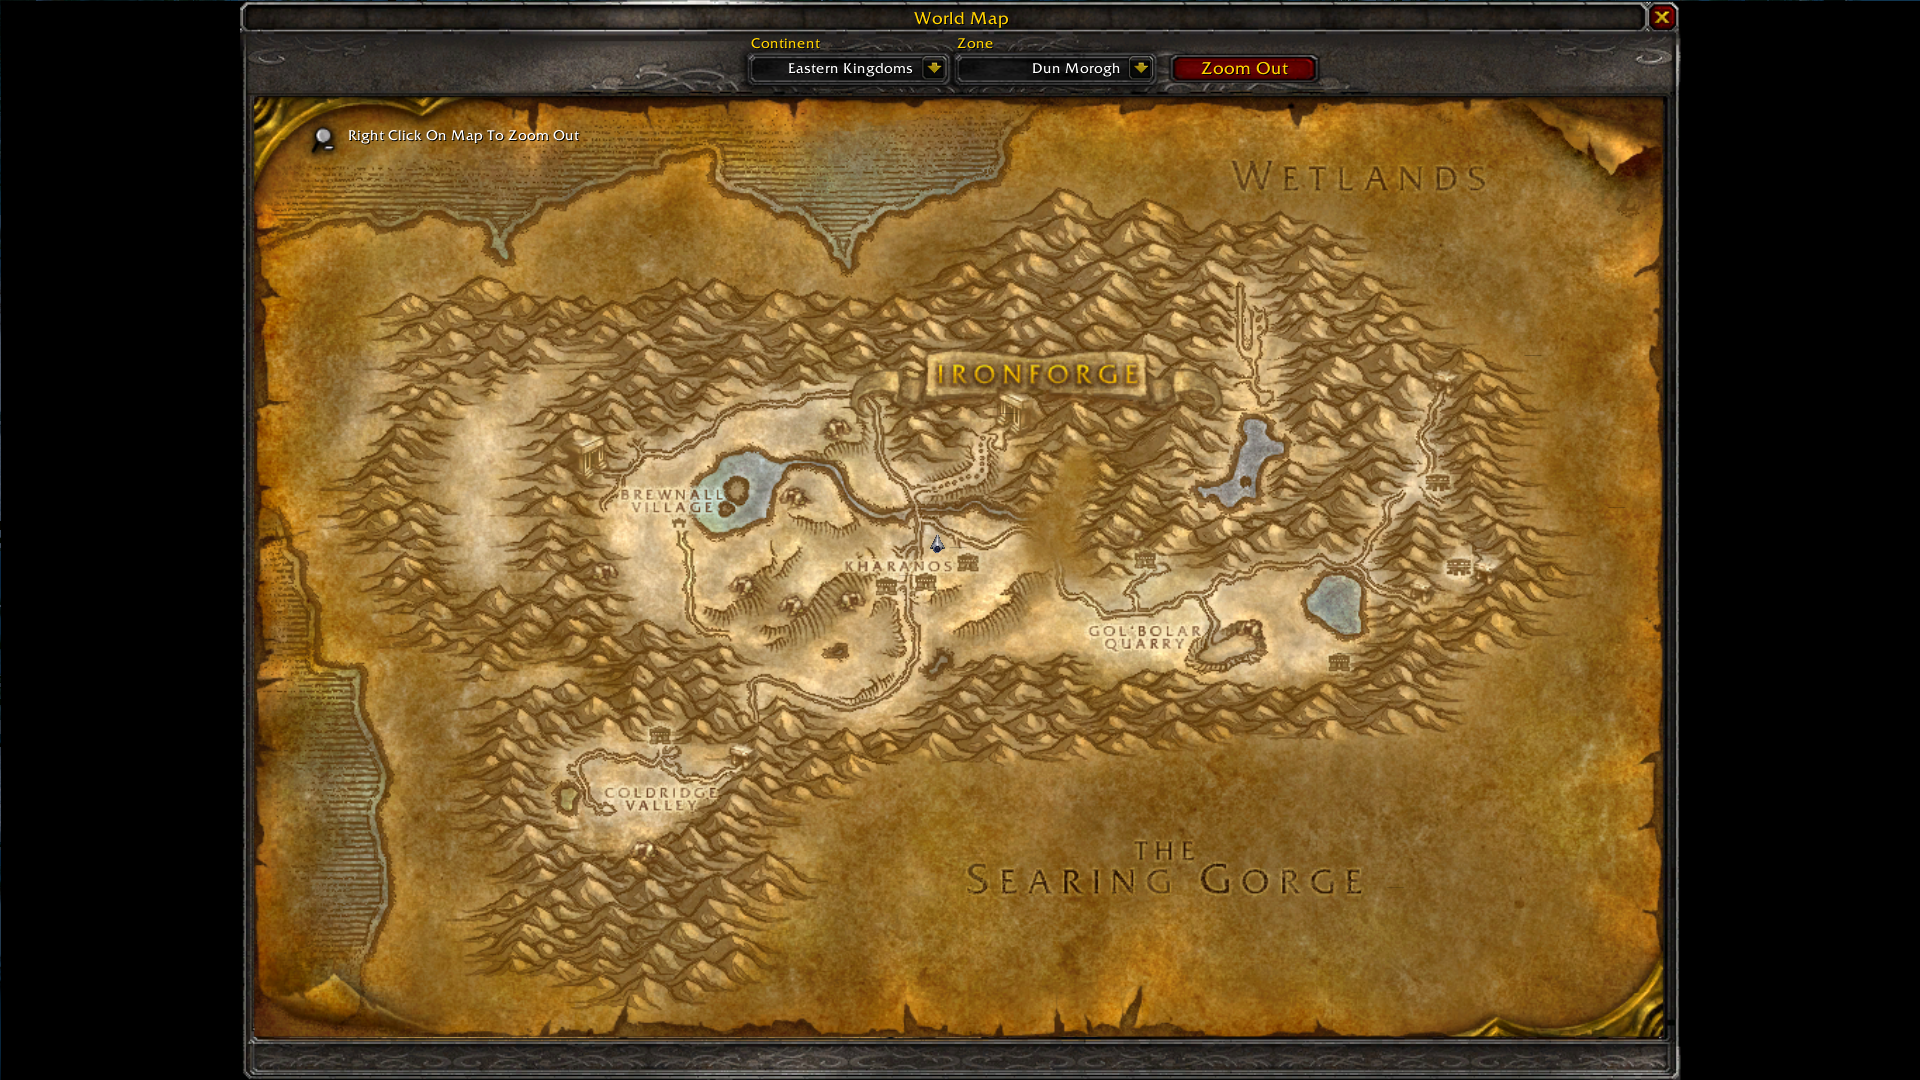 World Map
Continent
Zone
Eastern Kingdoms
Dun Morogh
Zoom Out
Right Click On Map To Zoom Out
WETLANDS
IRONFORGE
BREWNALL
VILLAGE
KHARANOS
GOL'BOLAR
QUARRY
COLDRIDGE
VALLEY
THE
SEARING GORGE